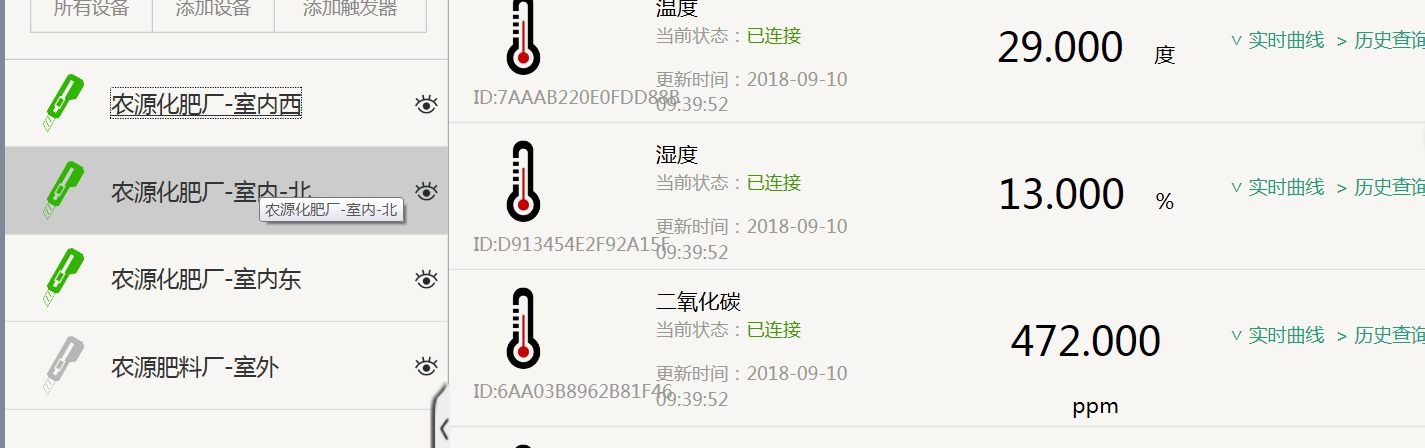 所有设备 添加设备 添加触发器
农源化肥厂-室内西
农源化肥厂-室内-北
农源化肥厂-室内-北
农源化肥厂-室内东
农源肥料厂-室外
温度
当前状态：已连接
29.000 度
∨ 实时曲线 > 历史查询
更新时间：2018-09-10
09:39:52
ID:7AAAB220E0FDD88B
湿度
当前状态：已连接
13.000 %
∨ 实时曲线 > 历史查询
更新时间：2018-09-10
09:39:52
ID:D913454E2F92A15F
二氧化碳
当前状态：已连接
472.000
ppm
∨ 实时曲线 > 历史查询
更新时间：2018-09-10
09:39:52
ID:6AA03B8962B81F46